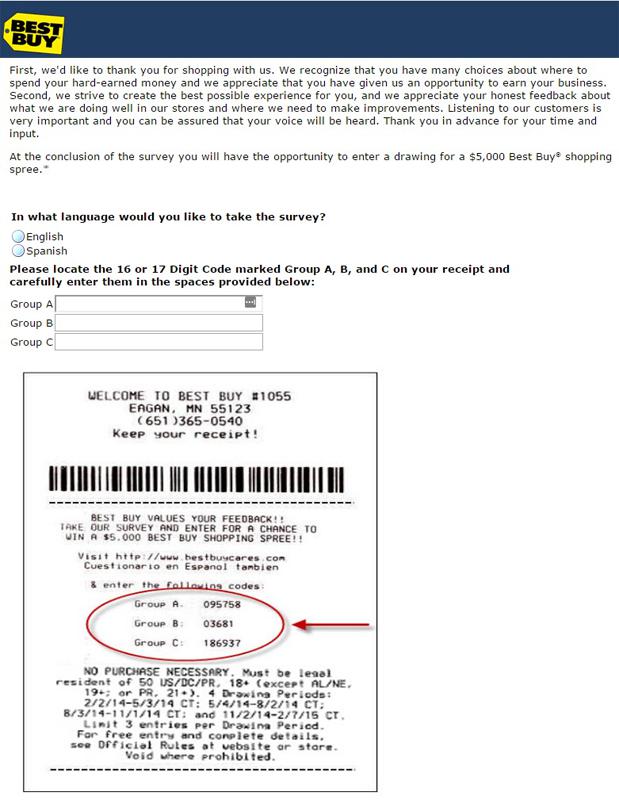 BEST
BUY
First, we'd like to thank you for shopping with us. We recognize that you have many choices about where to
spend your hard-earned money and we appreciate that you have given us an opportunity to earn your business.
Second, we strive to create the best possible experience for you, and we appreciate your honest feedback about
what we are doing well in our stores and where we need to make improvements. Listening to our customers is
very important and you can be assured that your voice will be heard. Thank you in advance for your time and
input.
At the conclusion of the survey you will have the opportunity to enter a drawing for a $5,000 Best Buy® shopping
spree.*
In what language would you like to take the survey?
English
Spanish
Please locate the 16 or 17 Digit Code marked Group A, B, and C on your receipt and
carefully enter them in the spaces provided below:
Group A
Group B
Group C
WELCOME TO BEST BUY #1055
EAGAN, MN 55123
(651)365-0540
Keep your receipt!
BEST BUY VALUES YOUR FEEDBACK!!
TAKE OUR SURVEY AND ENTER FOR A CHANCE TO
WIN A $5.000 BEST BUY SHOPPING SPREE!!
Visit http://www.bestbuycares.com
Cuestionario en Espanol tambien
& enter the following codes:
Group A. 095758
Group B: 03681
Group C: 186937
NO PURCHASE NECESSARY. Must be legal
resident of 50 US/DC/PR, 18+ (except AL/NE,
19+; or PR, 21+). 4 Drawing Periods:
2/2/14-5/3/14 CT; 5/4/14-8/2/14 CT;
8/3/14-11/1/14 CT; and 11/2/14-2/7/15 CT.
Limit 3 entries per Drawing Period.
For free entry and complete details,
see Official Rules at website or store.
Void where prohibited.